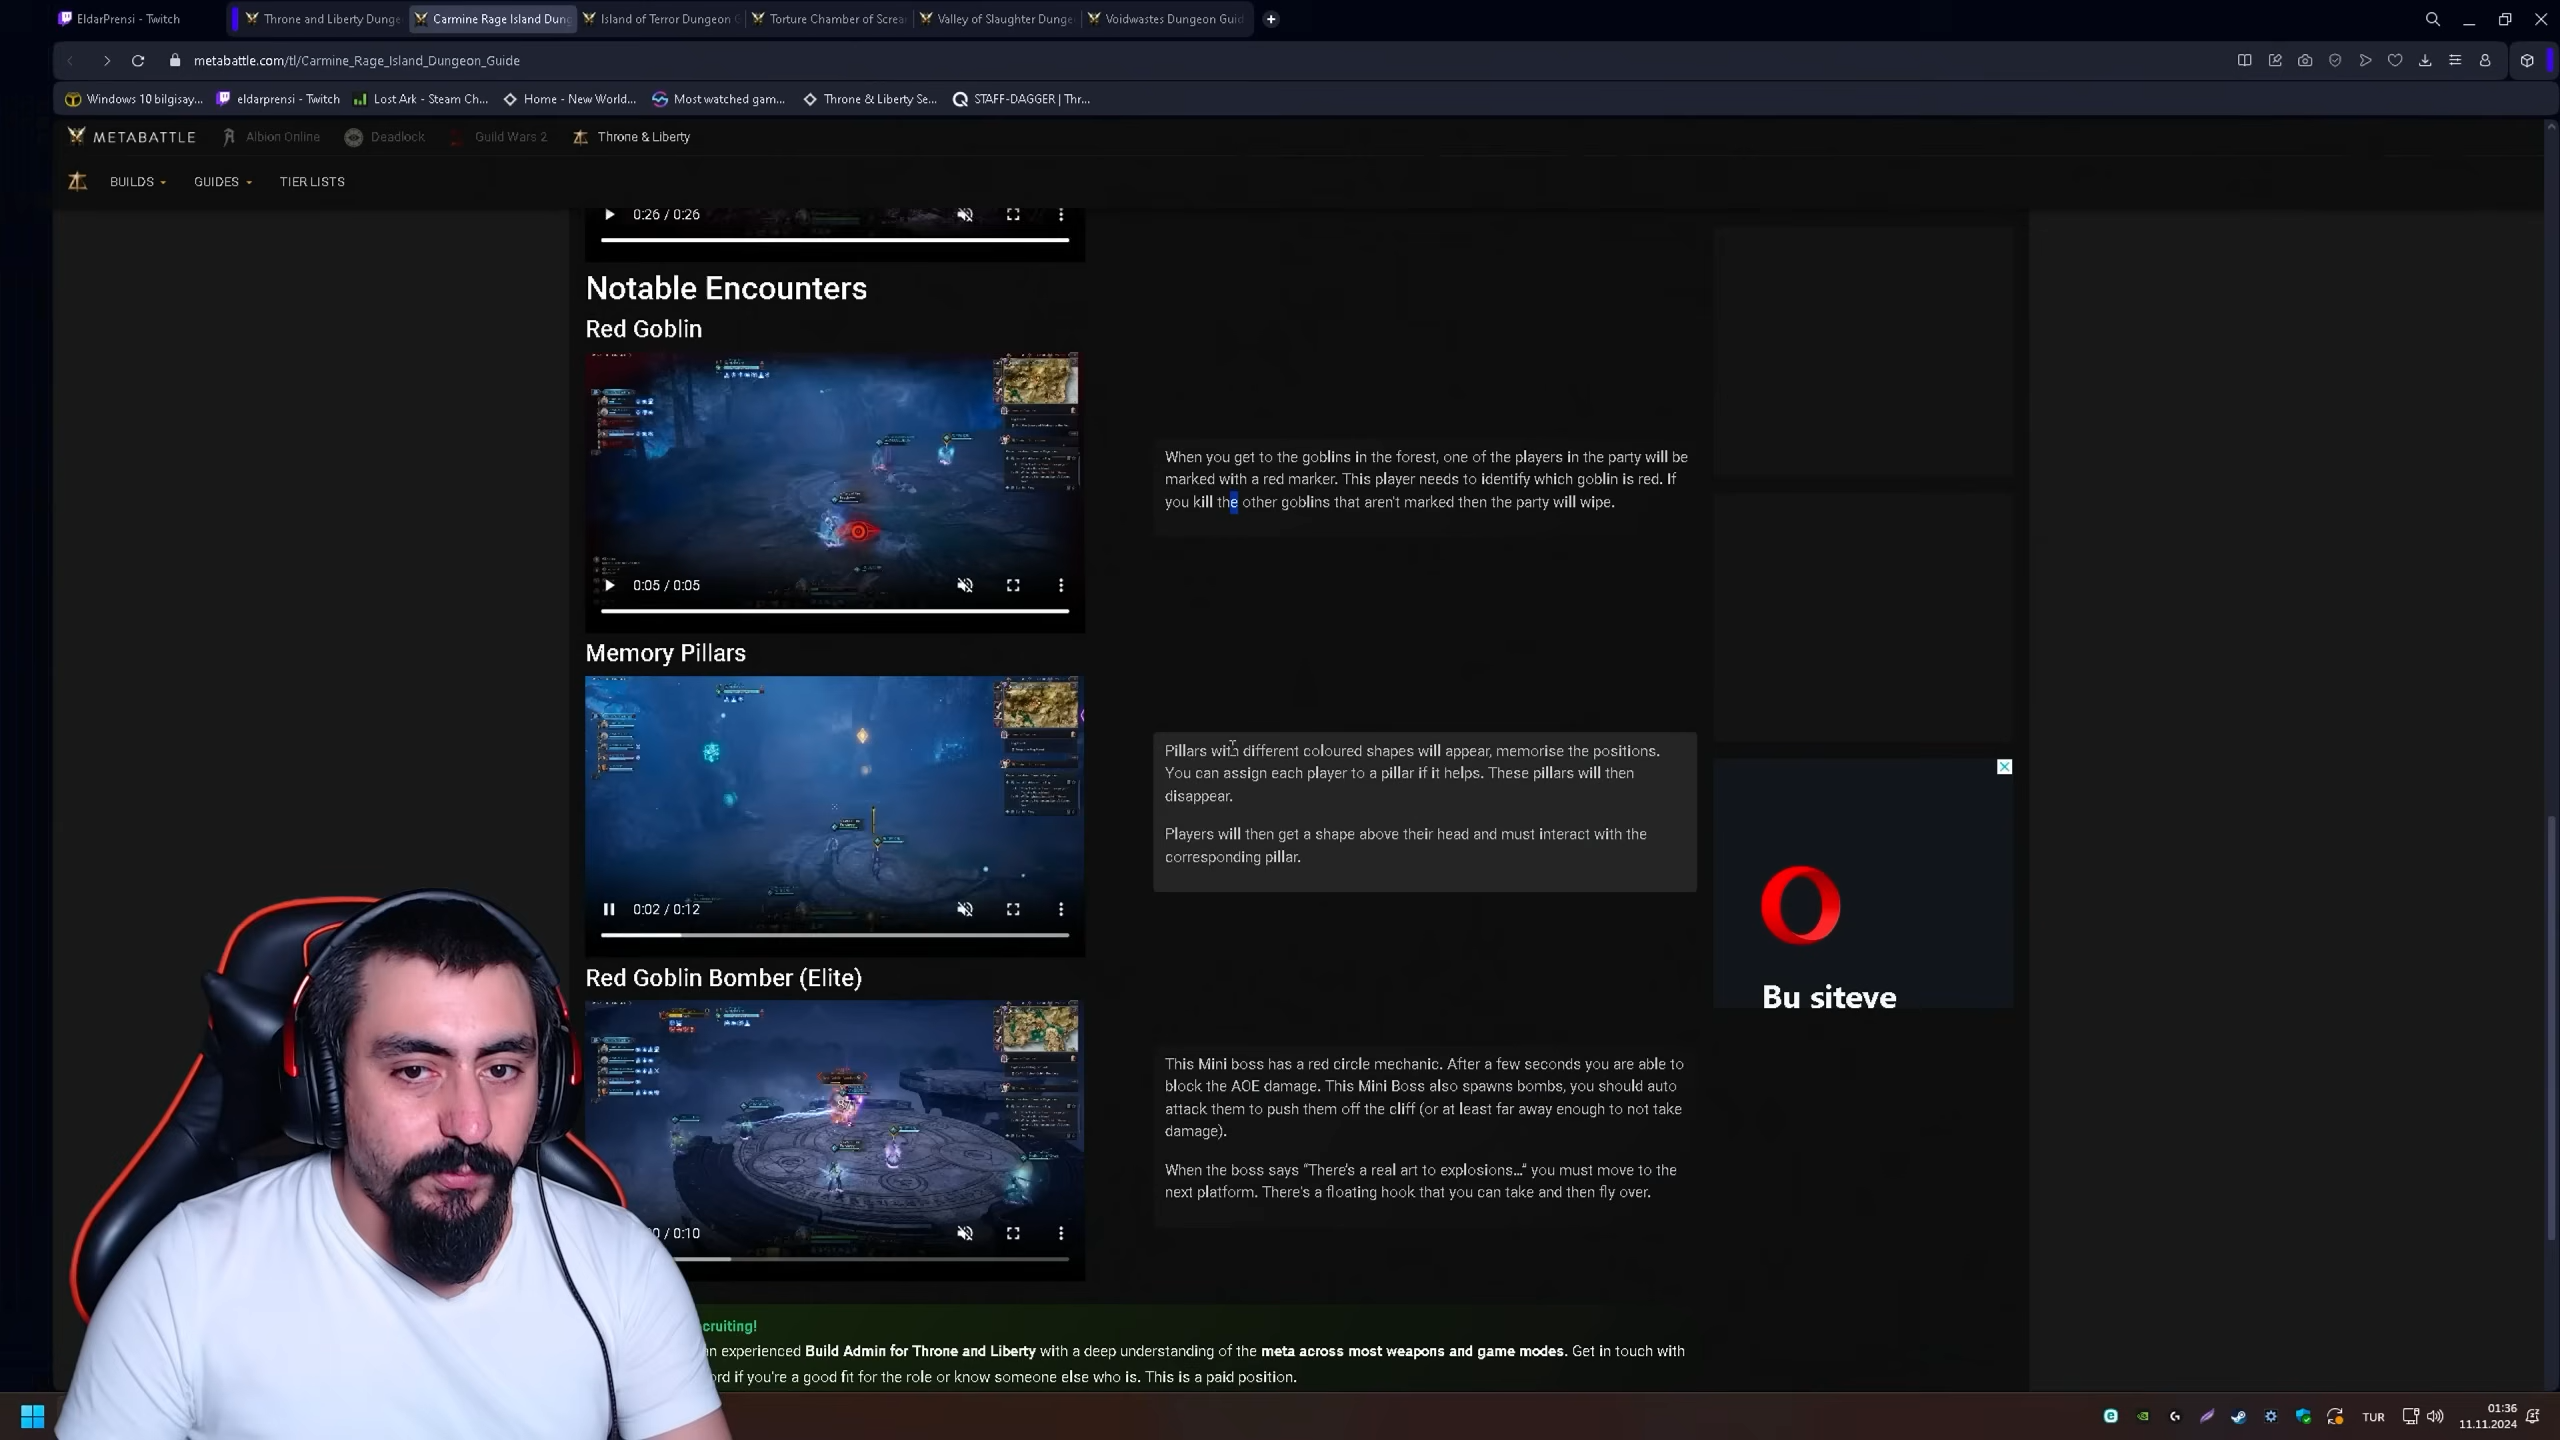 EldarPrensi - Twitch
Throne and Liberty Dunge
Carmine Rage Island Dung
Island of Terror Dungeon G
Torture Chamber of Screar
Valley of Slaughter Dunge
Voidwastes Dungeon Guid
metabattle.com/tl/Carmine_Rage_Island_Dungeon_Guide
Windows 10 bilgisay...
eldarprensi - Twitch
Lost Ark - Steam Ch...
Home - New World...
Most watched gam...
Throne & Liberty Se...
STAFF-DAGGER | Thr...
METABATTLE
Albion Online
Deadlock
Guild Wars 2
Throne & Liberty
BUILDS
GUIDES
TIER LISTS
0:26 / 0:26
Notable Encounters
Red Goblin
0:05 / 0:05
When you get to the goblins in the forest, one of the players in the party will be
marked with a red marker. This player needs to identify which goblin is red. If
you kill the other goblins that aren't marked then the party will wipe.
Memory Pillars
0:02 / 0:12
Pillars with different coloured shapes will appear, memorise the positions.
You can assign each player to a pillar if it helps. These pillars will then
disappear.
Players will then get a shape above their head and must interact with the
corresponding pillar.
Bu siteve
Red Goblin Bomber (Elite)
0 / 0:10
This Mini boss has a red circle mechanic. After a few seconds you are able to
block the AOE damage. This Mini Boss also spawns bombs, you should auto
attack them to push them off the cliff (or at least far away enough to not take
damage).
When the boss says "There's a real art to explosions..." you must move to the
next platform. There's a floating hook that you can take and then fly over.
cruiting!
n experienced Build Admin for Throne and Liberty with a deep understanding of the meta across most weapons and game modes. Get in touch with
ord if you're a good fit for the role or know someone else who is. This is a paid position.
TUR
01:36
11.11.2024